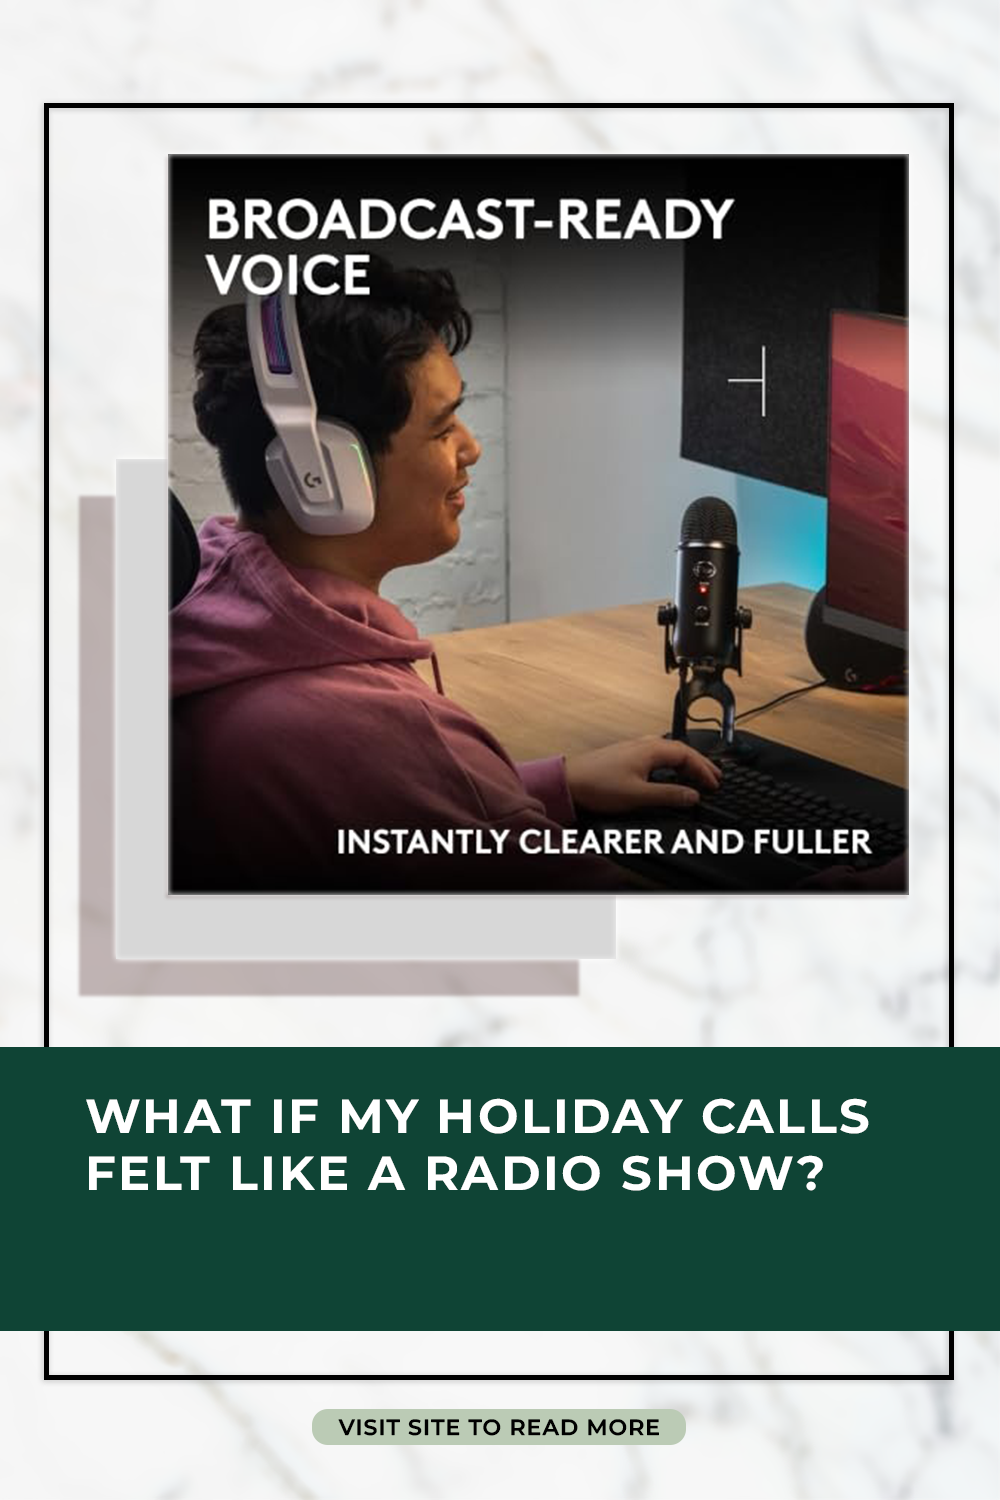 BROADCAST-READY
VOICE
INSTANTLY CLEARER AND FULLER
WHAT IF MY HOLIDAY CALLS
FELT LIKE A RADIO SHOW?
VISIT SITE TO READ MORE